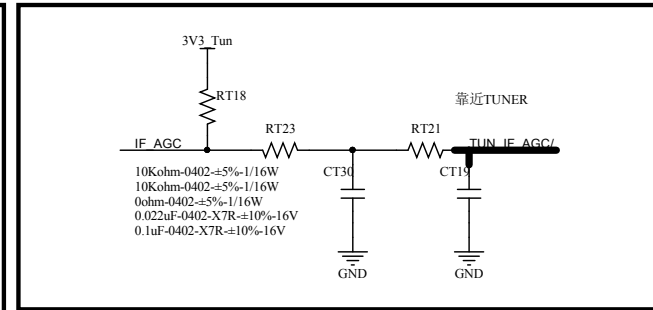 3V3_Tun
RT18
靠近TUNER
RT23
RT21
IF_AGC
TUN_IF_AGC/
10Kohm-0402-±5%-1/16W
10Kohm-0402-±5%-1/16W
0ohm-0402-±5%-1/16W
0.022uF-0402-X7R-±10%-16V
0.1uF-0402-X7R-±10%-16V
CT30
CT19
GND
GND